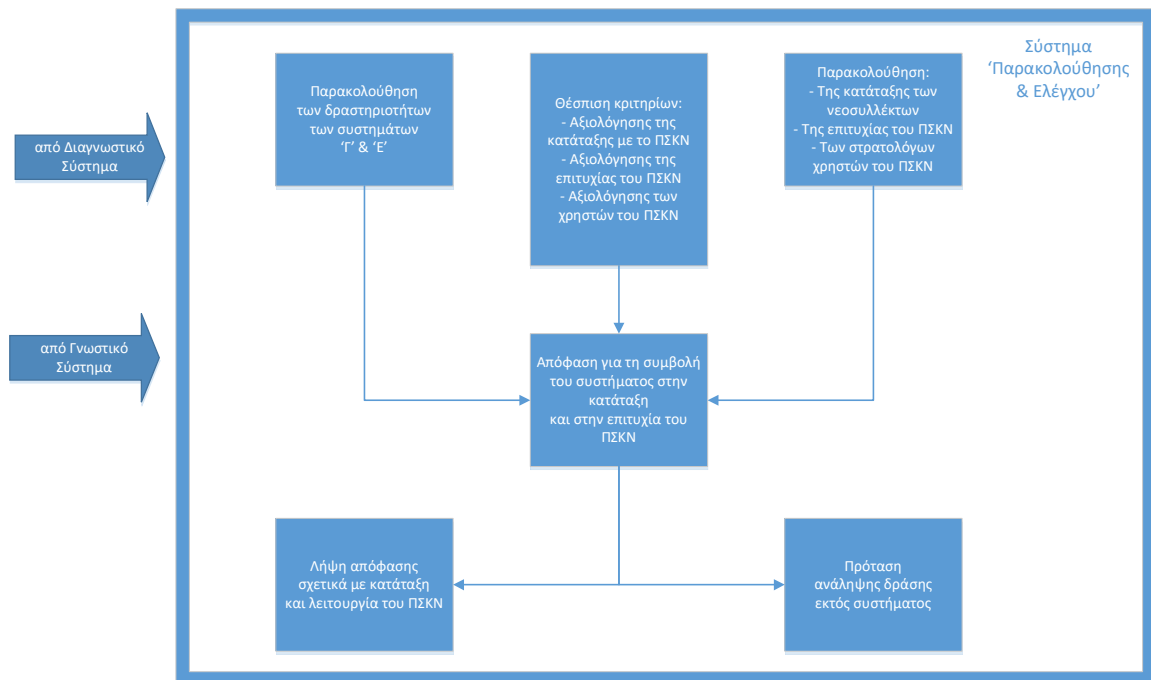 Σύστημα
‘Παρακολούθησης
& Ελέγχου’
από Διαγνωστικό
Σύστημα
από Γνωστικό
Σύστημα
Παρακολούθηση
των δραστηριοτήτων
των συστημάτων
‘Γ’ & ‘Ε’
Θέσπιση κριτηρίων:
- Αξιολόγησης της
κατάταξης με το ΠΣΚΝ
- Αξιολόγησης της
επιτυχίας του ΠΣΚΝ
- Αξιολόγησης των
χρηστών του ΠΣΚΝ
Παρακολούθηση:
- Της κατάταξης των
νεοσυλλέκτων
- Της επιτυχίας του ΠΣΚΝ
- Των στρατολόγων
χρηστών του ΠΣΚΝ
Απόφαση για τη συμβολή
του συστήματος στην
κατάταξη
και στην επιτυχία του
ΠΣΚΝ
Λήψη απόφασης
σχετικά με κατάταξη
και λειτουργία του ΠΣΚΝ
Πρόταση
ανάληψης δράσης
εκτός συστήματος